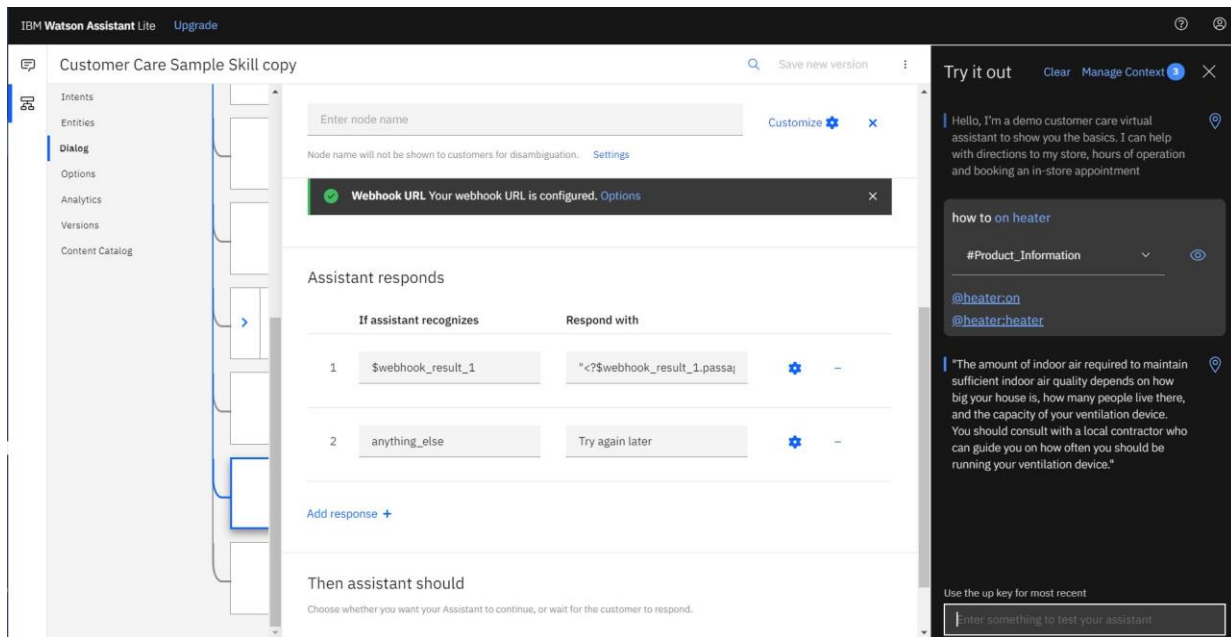 IBM Watson Assistant Lite Upgrade
Customer Care Sample Skill copy
Save new version
Intents
Entities
Dialog
Options
Analytics
Versions
Content Catalog
Enter node name
Customize
Node name will not be shown to customers for disambiguation. Settings
Webhook URL Your webhook URL is configured. Options
Assistant responds
If assistant recognizes Respond with
1 $webhook_result_1 "<?$webhook_result_1.passag
2 anything_else Try again later
Add response +
Then assistant should
Choose whether you want your Assistant to continue, or wait for the customer to respond.
Try it out Clear Manage Context 3
Hello, I'm a demo customer care virtual
assistant to show you the basics. I can help
with directions to my store, hours of operation
and booking an in-store appointment
how to on heater
#Product_Information
@heater:on
@heater:heater
"The amount of indoor air required to maintain
sufficient indoor air quality depends on how
big your house is, how many people live there,
and the capacity of your ventilation device.
You should consult with a local contractor who
can guide you on how often you should be
running your ventilation device."
Use the up key for most recent
Enter something to test your assistant